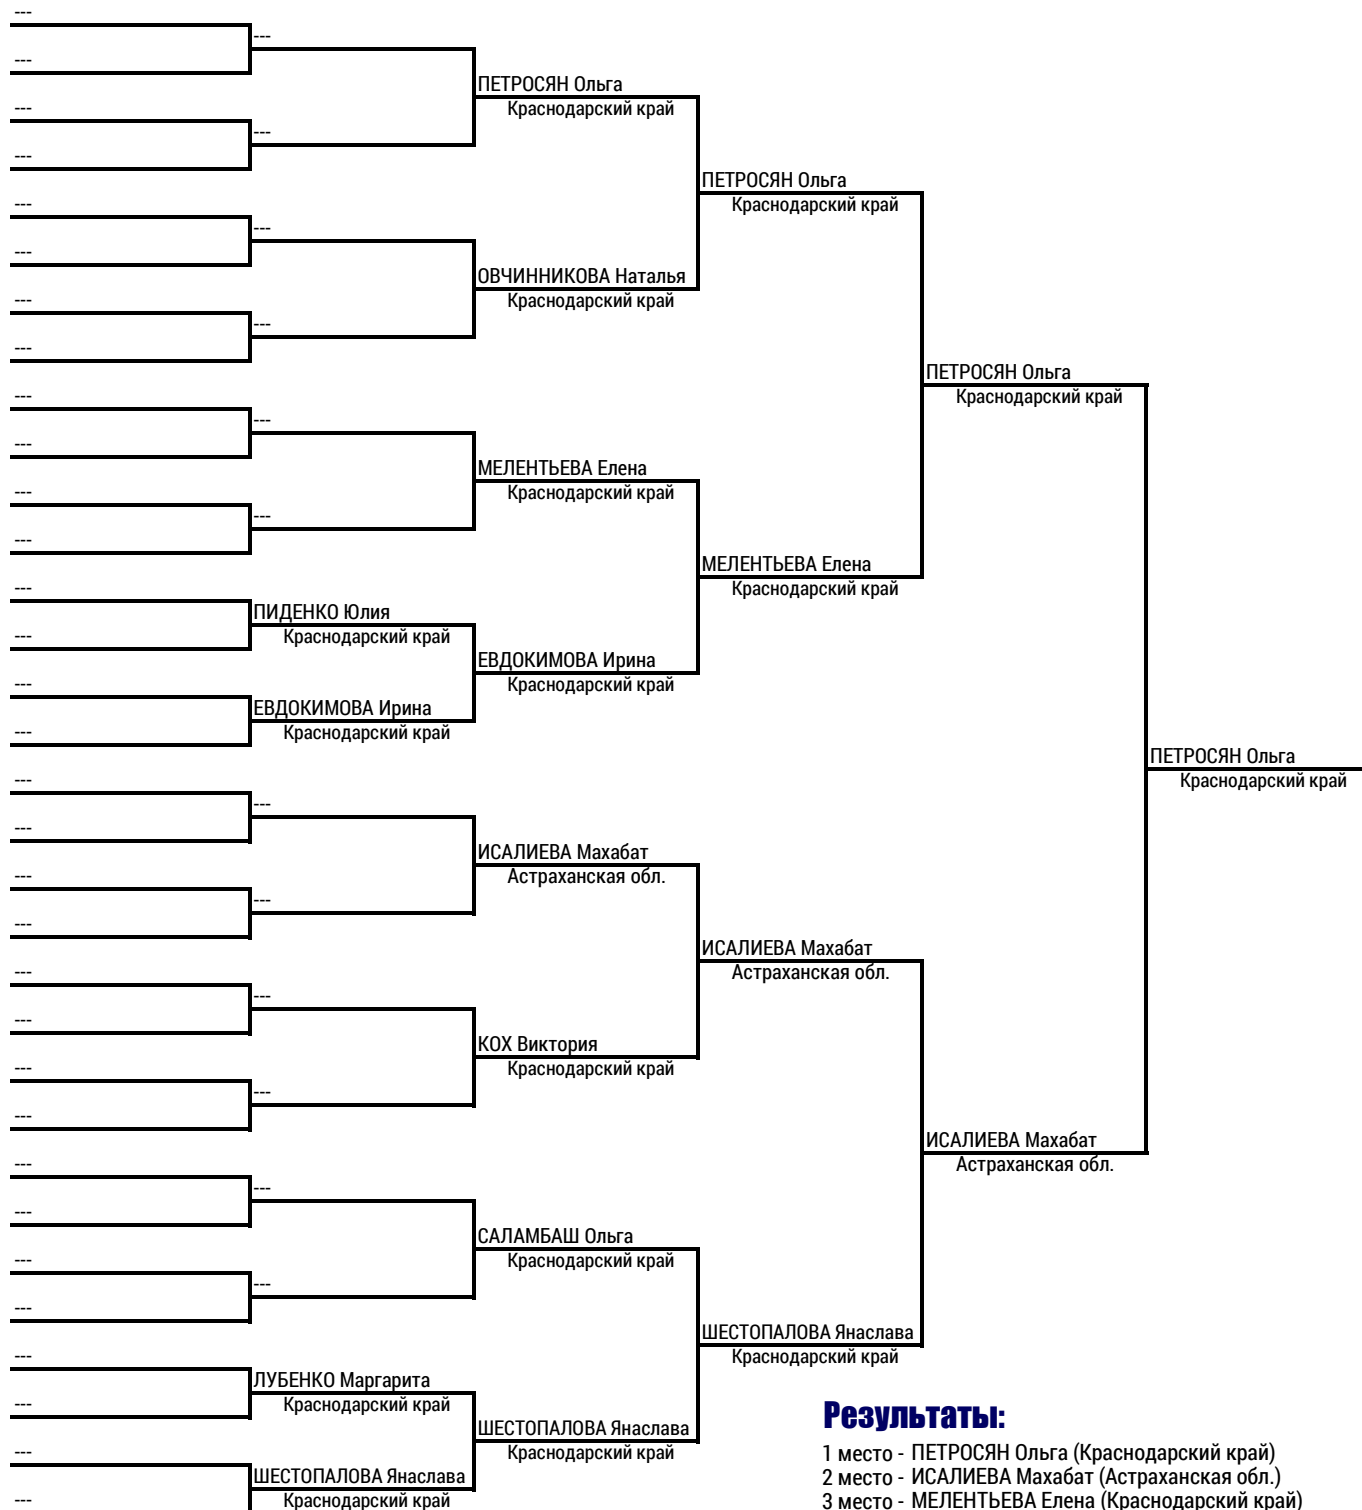 ---
---
---
ПЕТРОСЯН Ольга
Краснодарский край
---
---
---
ПЕТРОСЯН Ольга
Краснодарский край
---
---
---
ОВЧИННИКОВА Наталья
Краснодарский край
---
---
---
ПЕТРОСЯН Ольга
Краснодарский край
---
---
---
МЕЛЕНТЬЕВА Елена
Краснодарский край
---
---
---
МЕЛЕНТЬЕВА Елена
Краснодарский край
---
ПИДЕНКО Юлия
Краснодарский край
---
ЕВДОКИМОВА Ирина
Краснодарский край
---
ЕВДОКИМОВА Ирина
Краснодарский край
---
ПЕТРОСЯН Ольга
Краснодарский край
---
---
---
ИСАЛИЕВА Махабат
Астраханская обл.
---
---
---
ИСАЛИЕВА Махабат
Астраханская обл.
---
---
---
КОХ Виктория
Краснодарский край
---
---
---
ИСАЛИЕВА Махабат
Астраханская обл.
---
---
---
САЛАМБАШ Ольга
Краснодарский край
---
---
---
ШЕСТОПАЛОВА Янаслава
Краснодарский край
---
ЛУБЕНКО Маргарита
Краснодарский край
---
ШЕСТОПАЛОВА Янаслава
Краснодарский край
---
ШЕСТОПАЛОВА Янаслава
Краснодарский край
---
Результаты:
1 место - ПЕТРОСЯН Ольга (Краснодарский край)
2 место - ИСАЛИЕВА Махабат (Астраханская обл.)
3 место - МЕЛЕНТЬЕВА Елена (Краснодарский край)